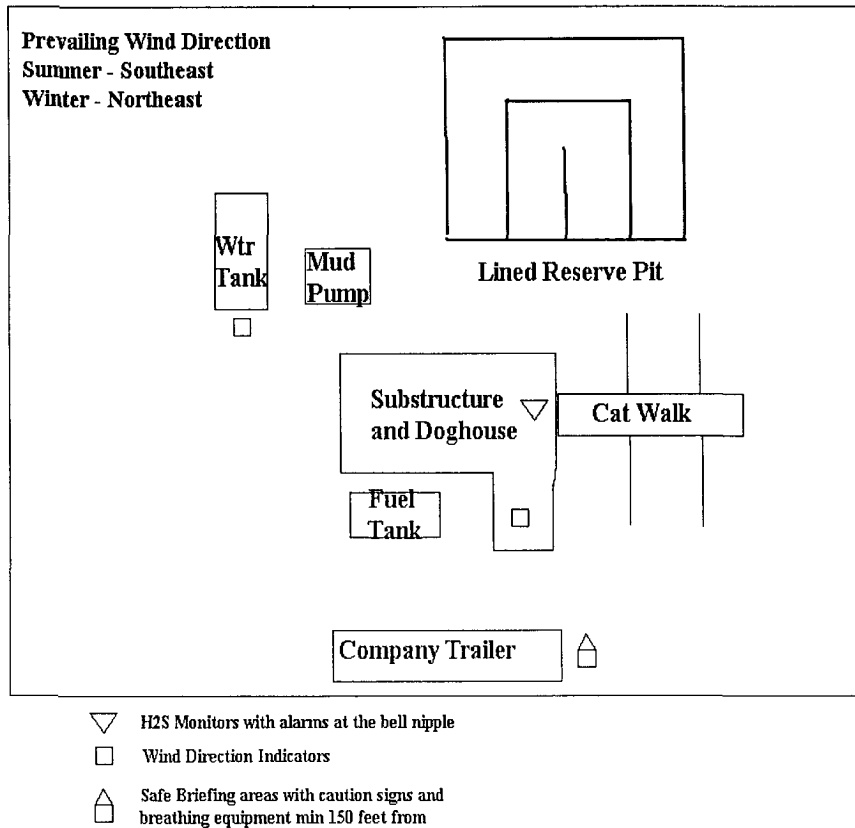 Prevailing Wind Direction
Summer - Southeast
Winter - Northeast
Wtr
Tank
Mud
Pump
Lined Reserve Pit
Substructure
and Doghouse
Cat Walk
Fuel
Tank
Company Trailer
H2S Monitors with alarms at the bell nipple
Wind Direction Indicators
Safe Briefing areas with caution signs and
breathing equipment min 150 feet from